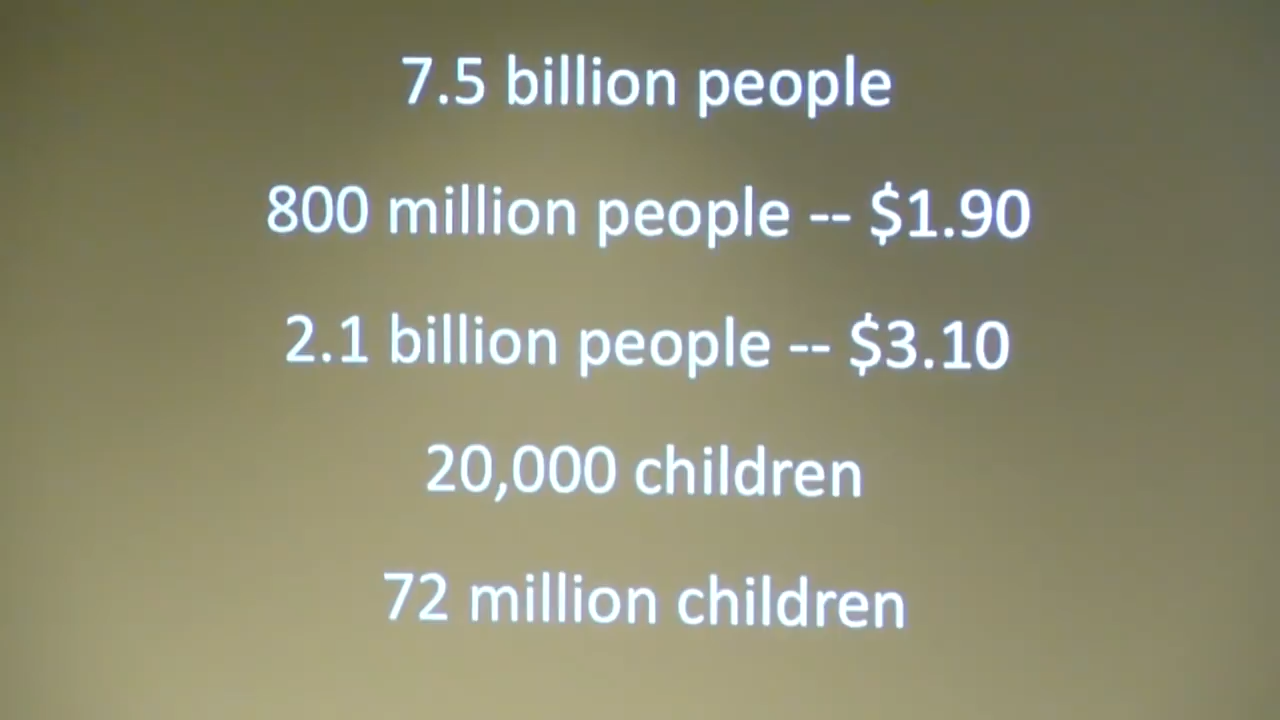 7.5 billion people
800 million people -- $1.90
2.1 billion people -- $3.10
20,000 children
72 million children